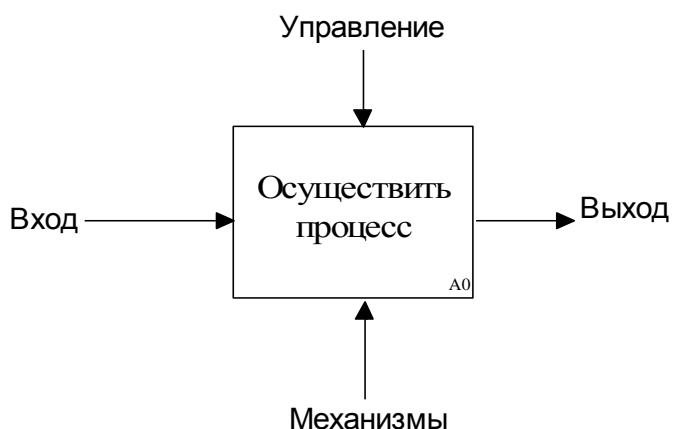 Управление
Осуществить
процесс
Вход
Выход
A0
Механизмы